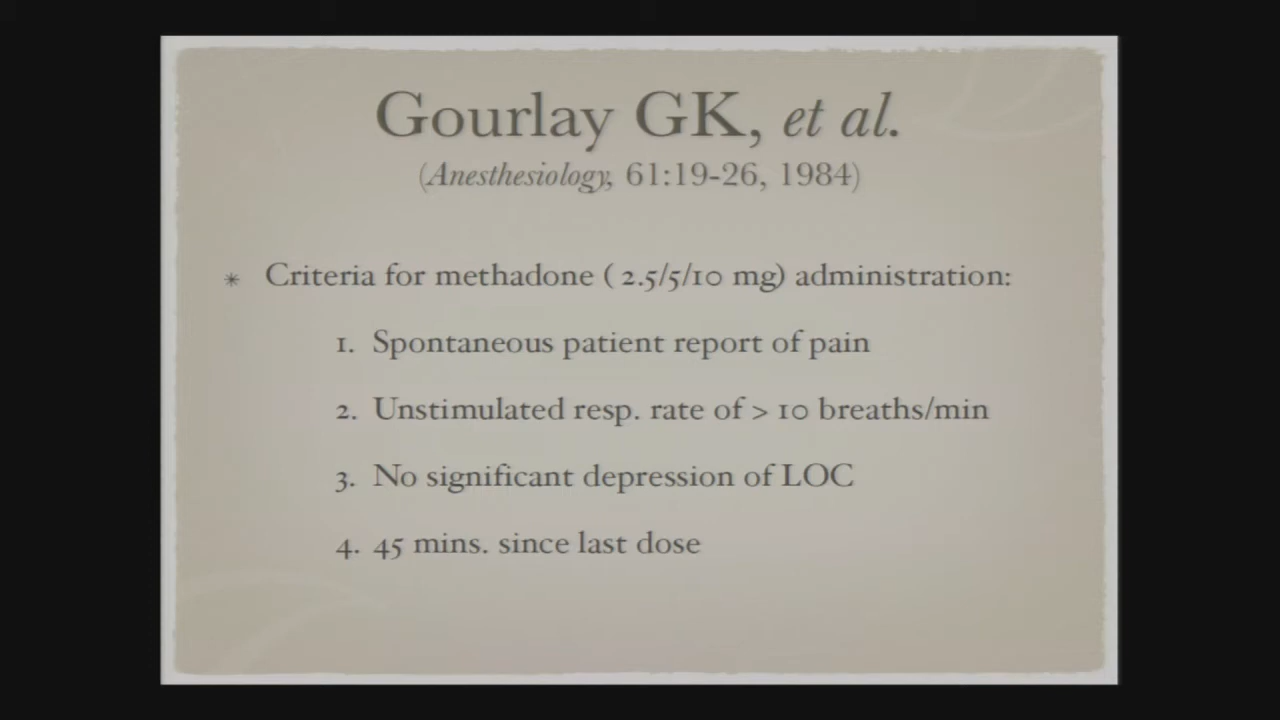 Gourlay GK, et al.
(Anesthesiology, 61:19-26, 1984)
* Criteria for methadone ( 2.5/5/10 mg) administration:
1. Spontaneous patient report of pain
2. Unstimulated resp. rate of > 10 breaths/min
3. No significant depression of LOC
4. 45 mins. since last dose